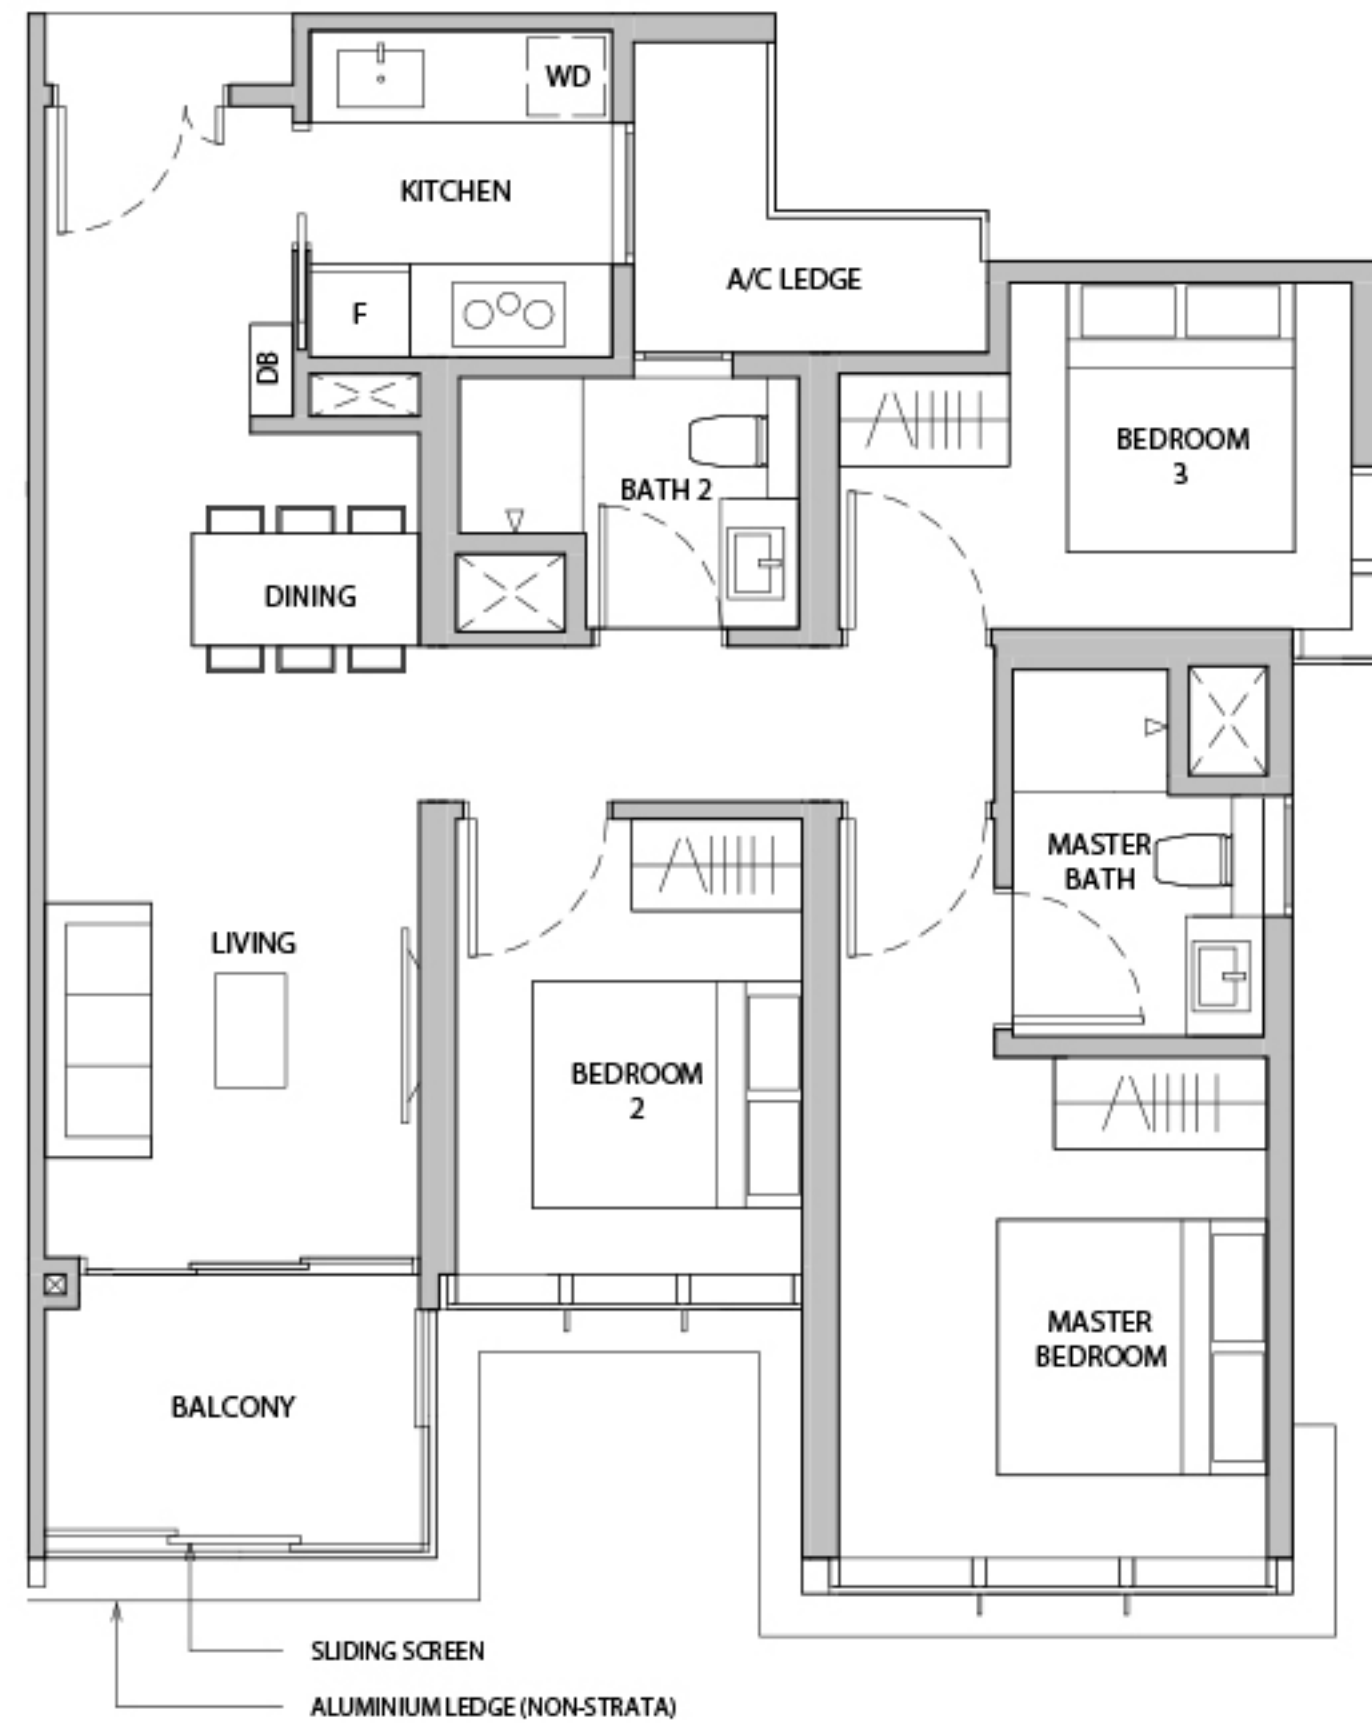 WD
KITCHEN
A/C LEDGE
F
DB
BEDROOM
3
BATH 2
DINING
MASTER
BATH
LIVING
BEDROOM
2
MASTER
BEDROOM
BALCONY
SLIDING SCREEN
ALUMINIUM LEDGE (NON-STRATA)